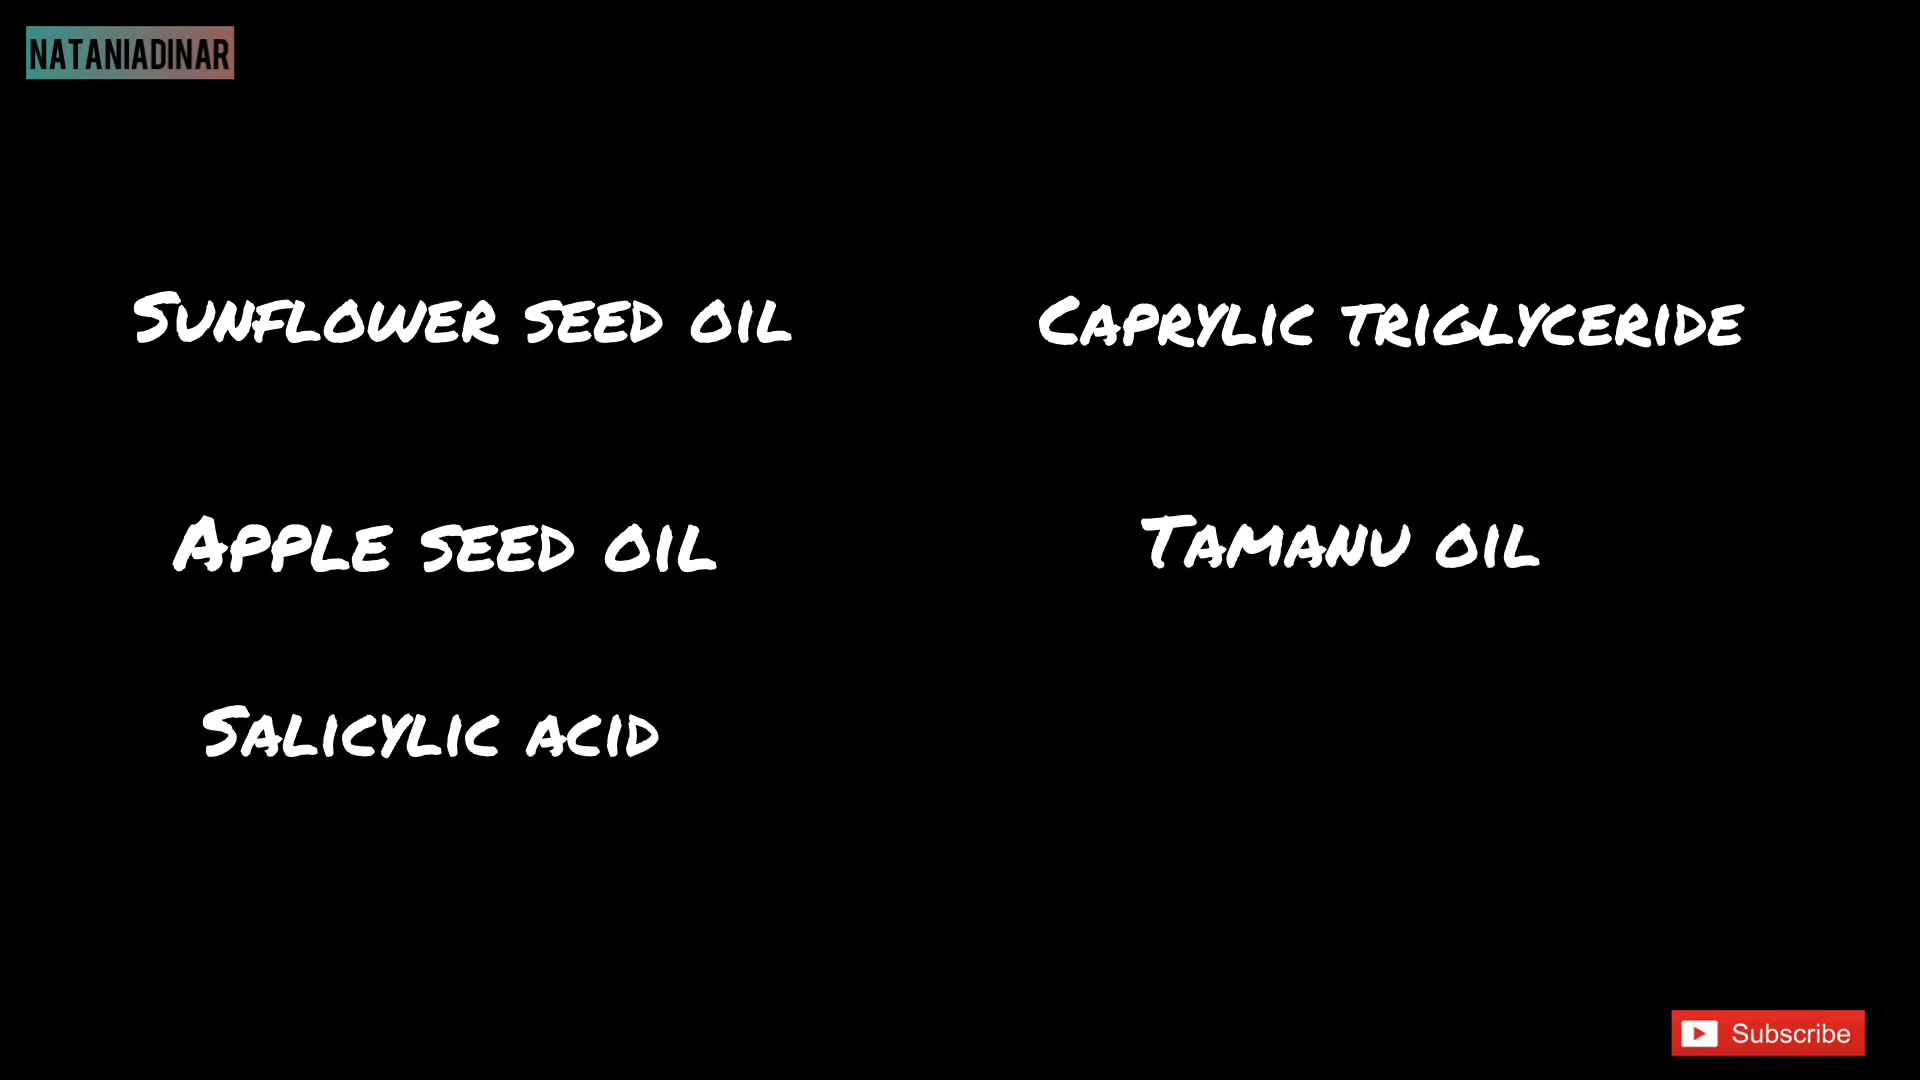 NATANIADINAR
Sunflower seed oil
Caprylic triglyceride
Apple seed oil
Tamanu oil
Salicylic acid
Subscribe